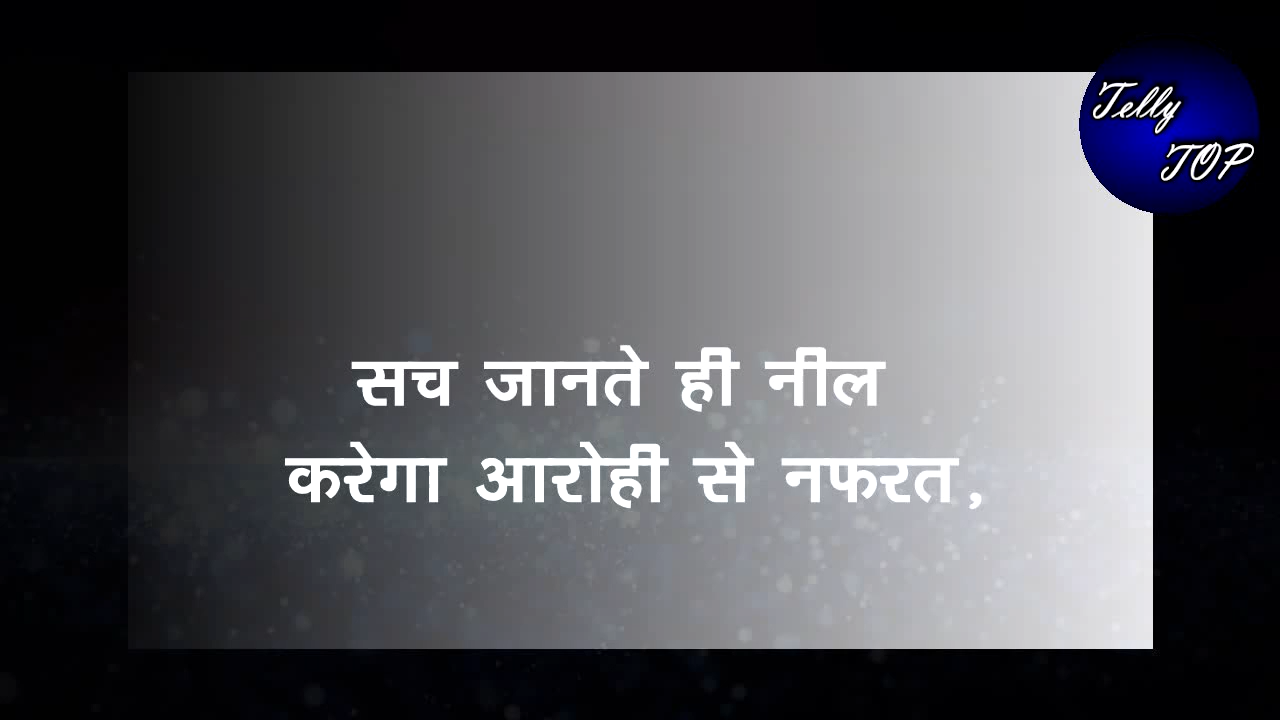 Telly
TOP
सच जानते ही नील
करेगा आरोही से नफरत,